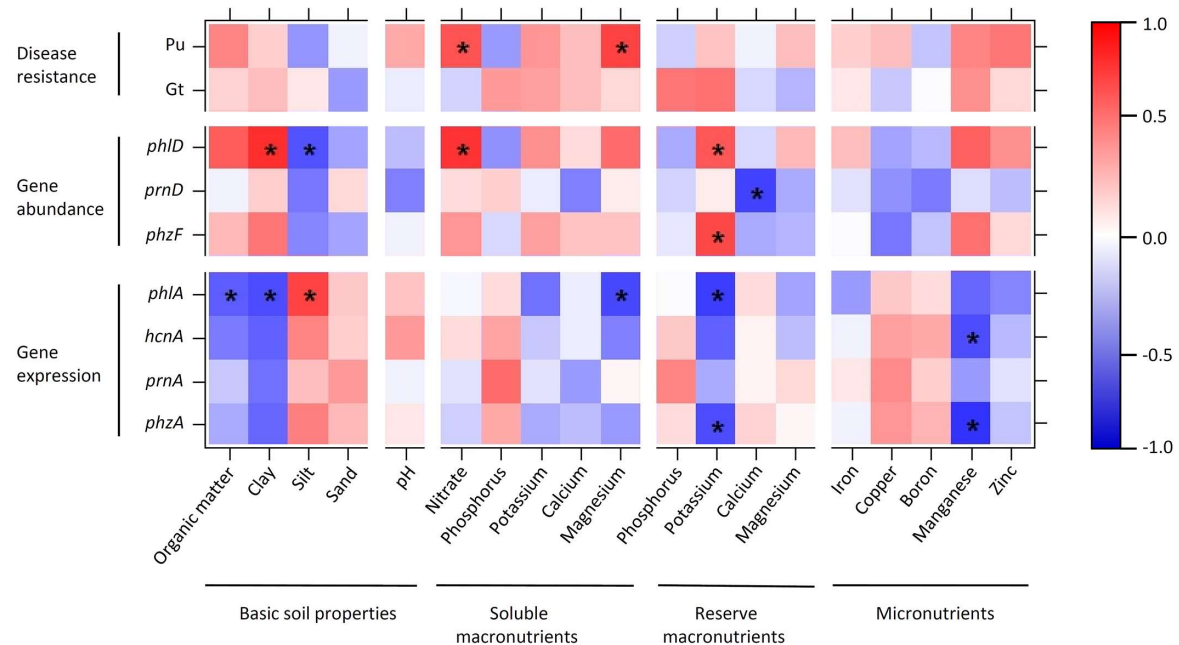 Disease
resistance
Pu
Gt
Gene
abundance
phlD
prnD
phzF
Gene
expression
phlA
hcnA
prnA
phzA
* *
* * * *
*
*
* * * * *
*
* *
1.0
0.5
0.0
-0.5
-1.0
Organic matter
Clay
Silt
Sand
pH
Nitrate
Phosphorus
Potassium
Calcium
Magnesium
Phosphorus
Potassium
Calcium
Magnesium
Iron
Copper
Boron
Manganese
Zinc
Basic soil properties
Soluble
macronutrients
Reserve
macronutrients
Micronutrients